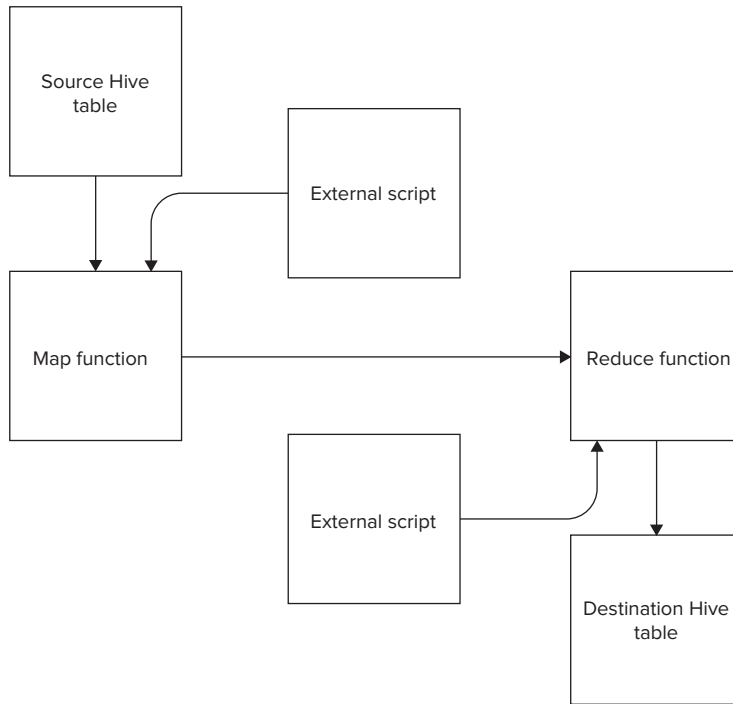 Source Hive
table
External script
Map function
Reduce function
External script
Destination Hive
table